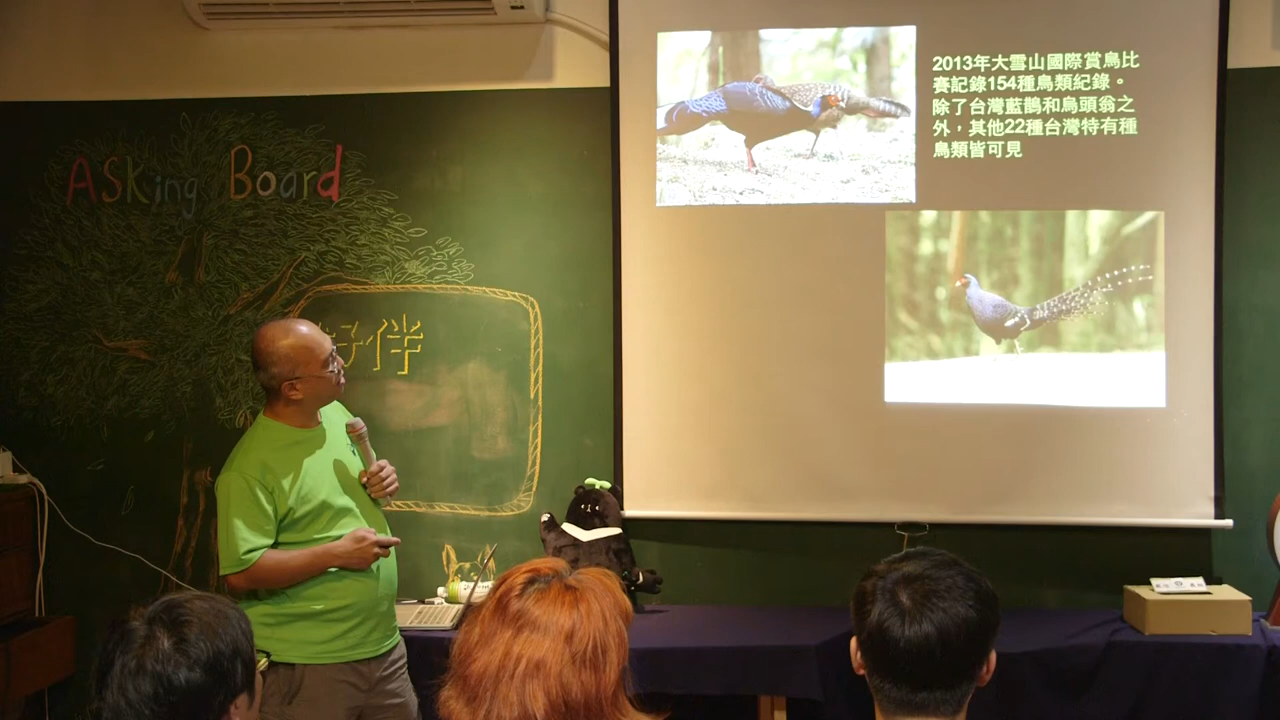 ASking Board
好伴
2013年大雪山國際賞鳥比
賽記錄154種鳥類紀錄。
除了台灣藍鵲和烏頭翁之
外，其他22種台灣特有種
鳥類皆可見